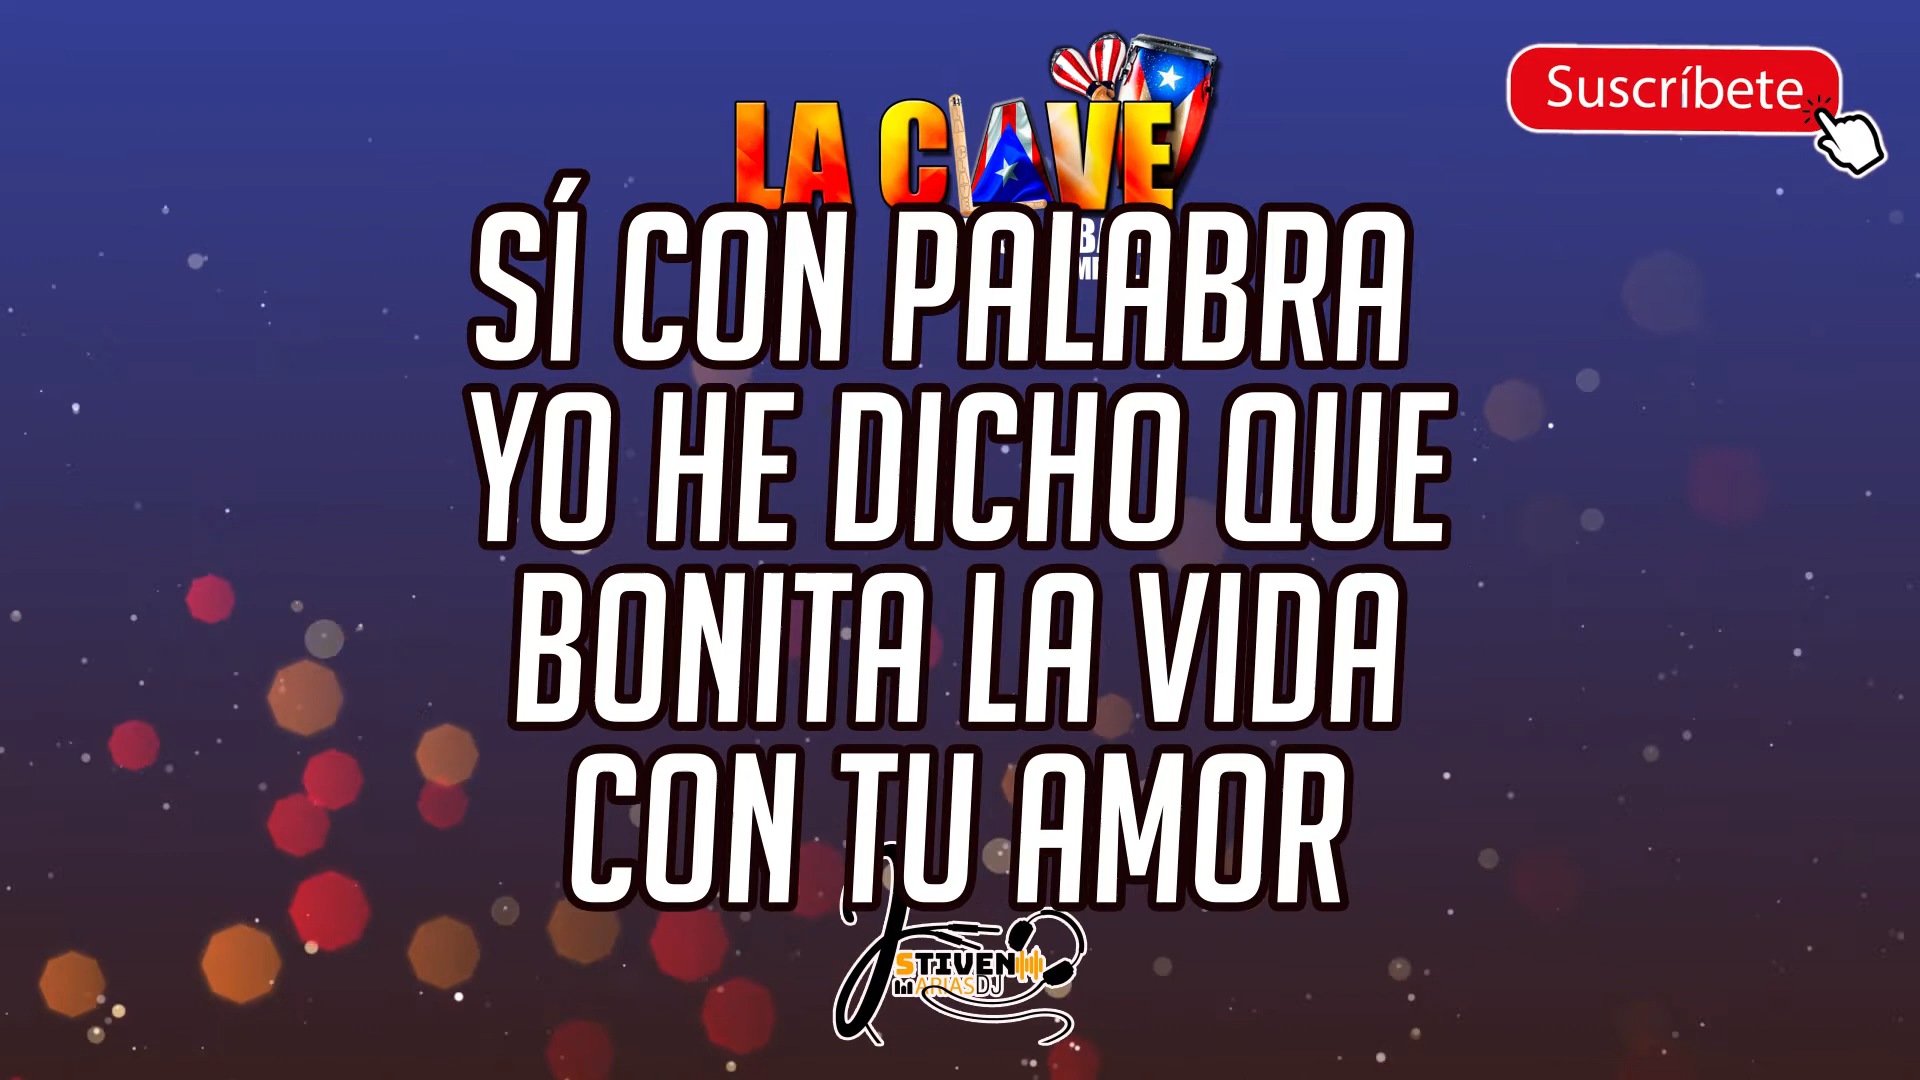 Suscríbete
LA CLAVE
SÍ CON PALABRA
YO HE DICHO QUE
BONITA LA VIDA
CON TU AMOR
STIVEN
ARIAS DJ